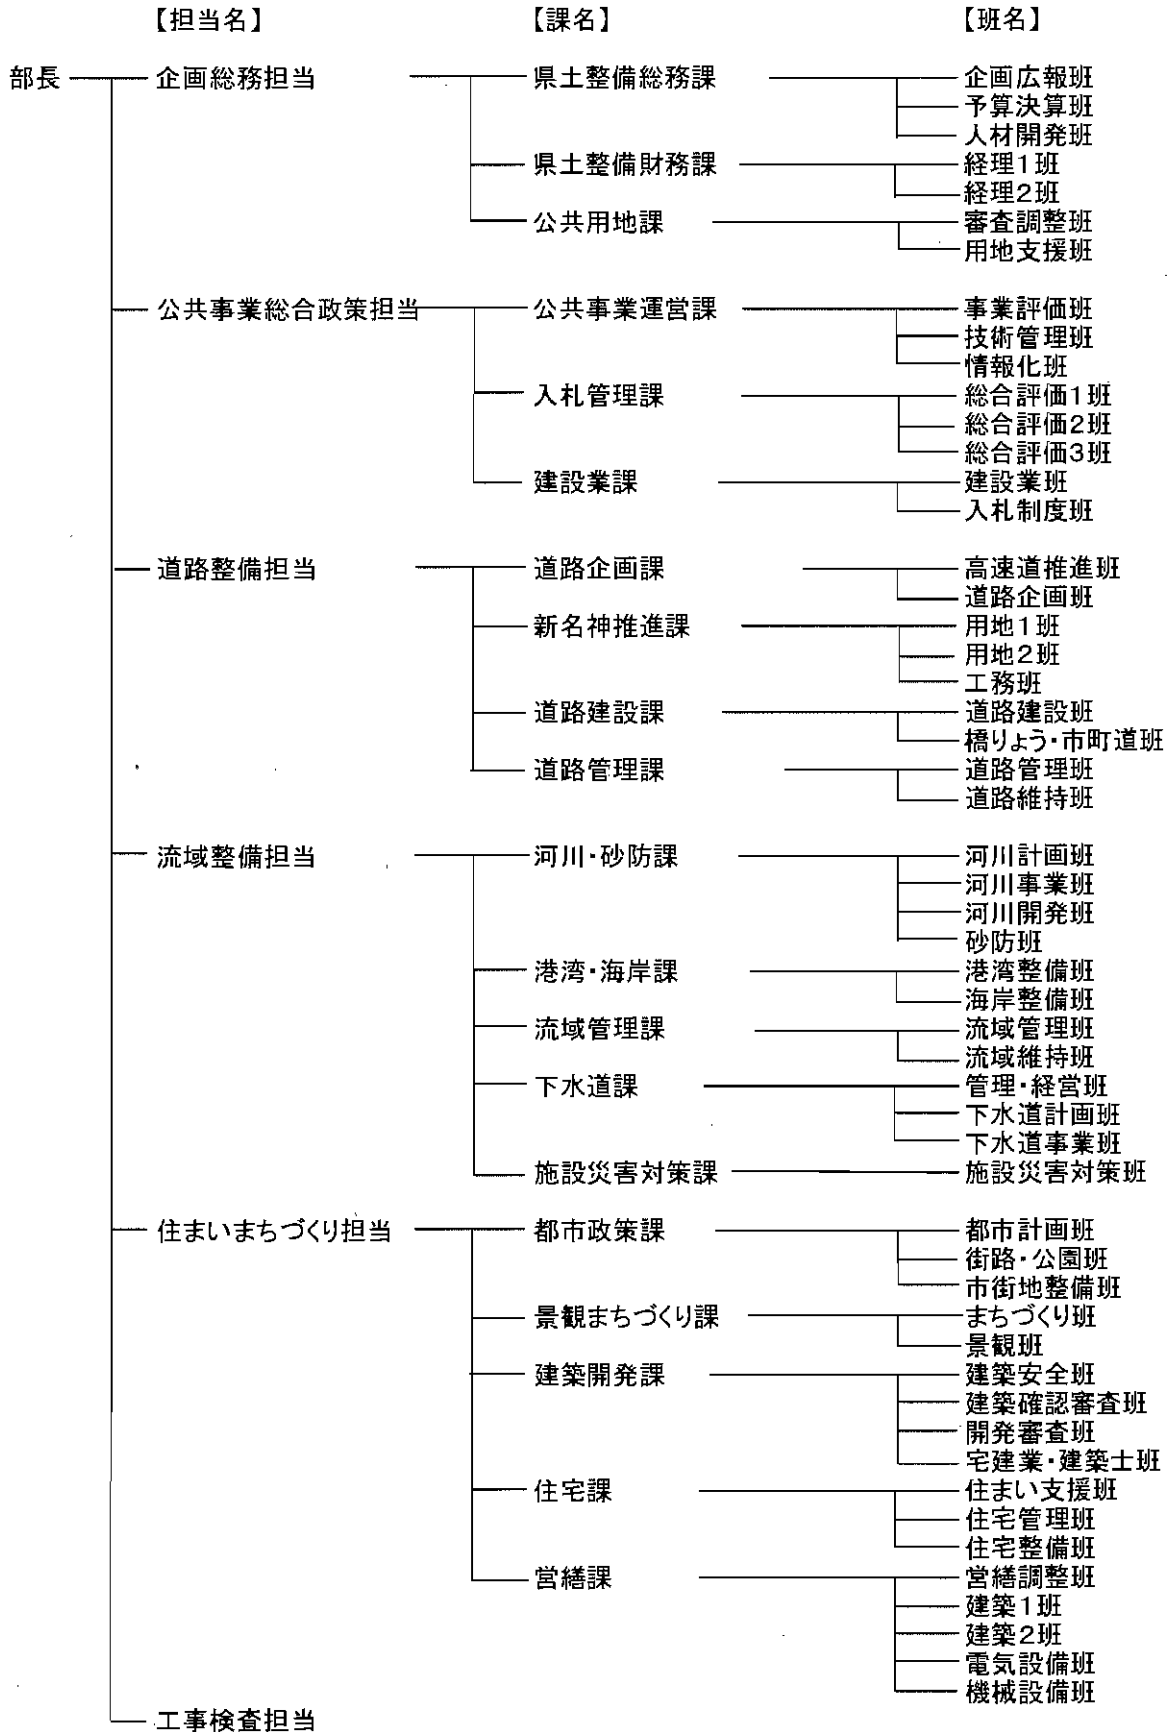 【担当名】 【課名】 【班名】
部長 企画総務担当 県土整備総務課 企画広報班
予算決算班
人材開発班
県土整備財務課 経理1班
経理2班
公共用地課 審査調整班
用地支援班
公共事業総合政策担当 公共事業運営課 事業評価班
技術管理班
情報化班
入札管理課 総合評価1班
総合評価2班
総合評価3班
建設業課 建設業班
入札制度班
道路整備担当 道路企画課 高速道推進班
道路企画班
新名神推進課 用地1班
用地2班
工務班
道路建設課 道路建設班
橋りょう・市町道班
道路管理課 道路管理班
道路維持班
流域整備担当 河川・砂防課 河川計画班
河川事業班
河川開発班
砂防班
港湾・海岸課 港湾整備班
海岸整備班
流域管理課 流域管理班
流域維持班
下水道課 管理・経営班
下水道計画班
下水道事業班
施設災害対策課 施設災害対策班
住まいまちづくり担当 都市政策課 都市計画班
街路・公園班
市街地整備班
景観まちづくり課 まちづくり班
景観班
建築開発課 建築安全班
建築確認審査班
開発審査班
宅建業・建築士班
住宅課 住まい支援班
住宅管理班
住宅整備班
営繕課 営繕調整班
建築1班
建築2班
電気設備班
機械設備班
工事検査担当